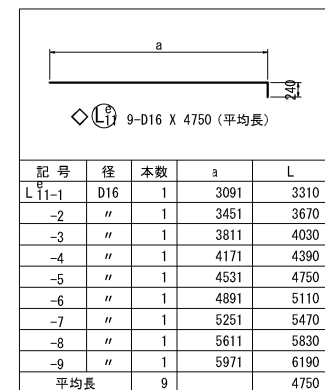 a
240
◇ L e 11 9-D16 X 4750 (平均長)
記 号 径 本数 a L
L e 11-1 D16 1 3091 3310
-2 〃 1 3451 3670
-3 〃 1 3811 4030
-4 〃 1 4171 4390
-5 〃 1 4531 4750
-6 〃 1 4891 5110
-7 〃 1 5251 5470
-8 〃 1 5611 5830
-9 〃 1 5971 6190
平均長 9 4750